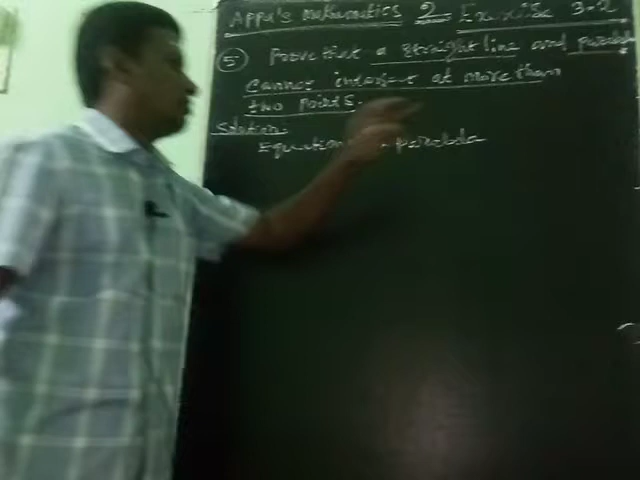 Appu's Mathematics 2 Exercise 3.2
5 Prove that a straight line and parabola
cannot intersect at more than
two points.
Solution:
Equation parabola